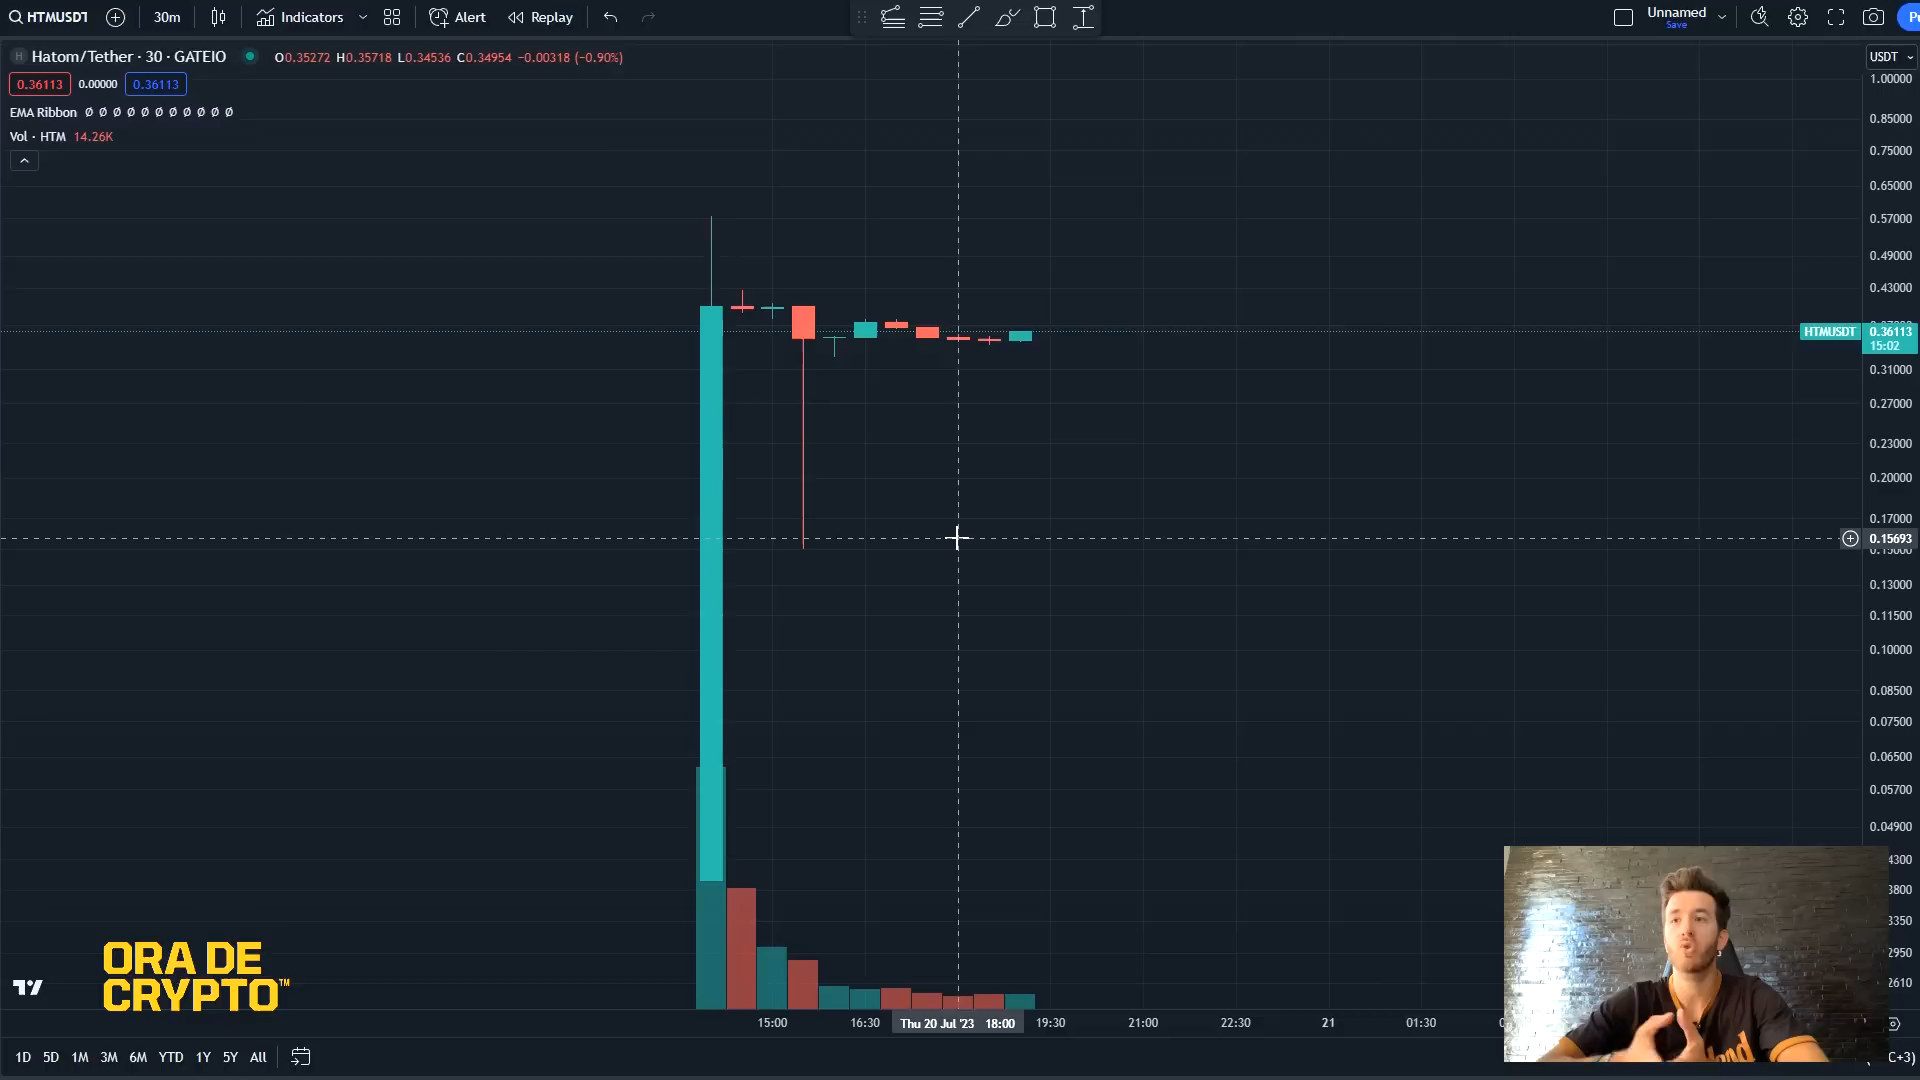 HTMUSDT
30m
Indicators
Alert
Replay
Unnamed
Save
Hatom/Tether · 30 · GATEIO
O0.35272 H0.35718 L0.34536 C0.34954 −0.00318 (−0.90%)
0.36113 0.00000 0.36113
EMA Ribbon Ø Ø Ø Ø Ø Ø Ø Ø Ø Ø Ø
Vol · HTM 14.26K
USDT
1.00000
0.85000
0.75000
0.65000
0.57000
0.49000
0.43000
HTMUSDT 0.36113
15:02
0.31000
0.27000
0.23000
0.20000
0.17000
0.15693
0.13000
0.11500
0.10000
0.08500
0.07500
0.06500
0.05700
0.04900
4300
3800
3350
2950
2610
ORA DE
CRYPTO™
15:00 16:30 Thu 20 Jul '23 18:00 19:30 21:00 22:30 21 01:30
1D 5D 1M 3M 6M YTD 1Y 5Y All
C+3)